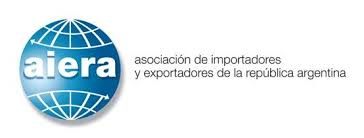 aiera
asociación de importadores
y exportadores de la república argentina